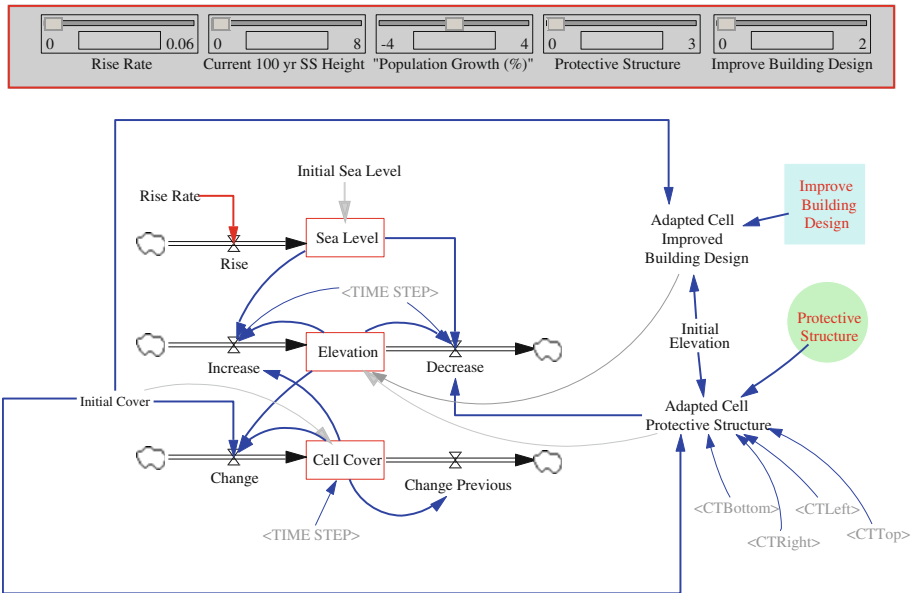 0 0.06 0 8 -4 4 0 3 0 2
Rise Rate Current 100 yr SS Height "Population Growth (%)" Protective Structure Improve Building Design
Initial Sea Level
Rise Rate
Sea Level
Rise
Improve
Building
Design
Adapted Cell
Improved
Building Design
<TIME STEP>
Protective
Structure
Initial
Elevation
Elevation
Increase
Decrease
Initial Cover
Adapted Cell
Protective Structure
Cell Cover
Change
Change Previous
<CTBottom>
<CTLeft>
<TIME STEP>
<CTRight>
<CTTop>